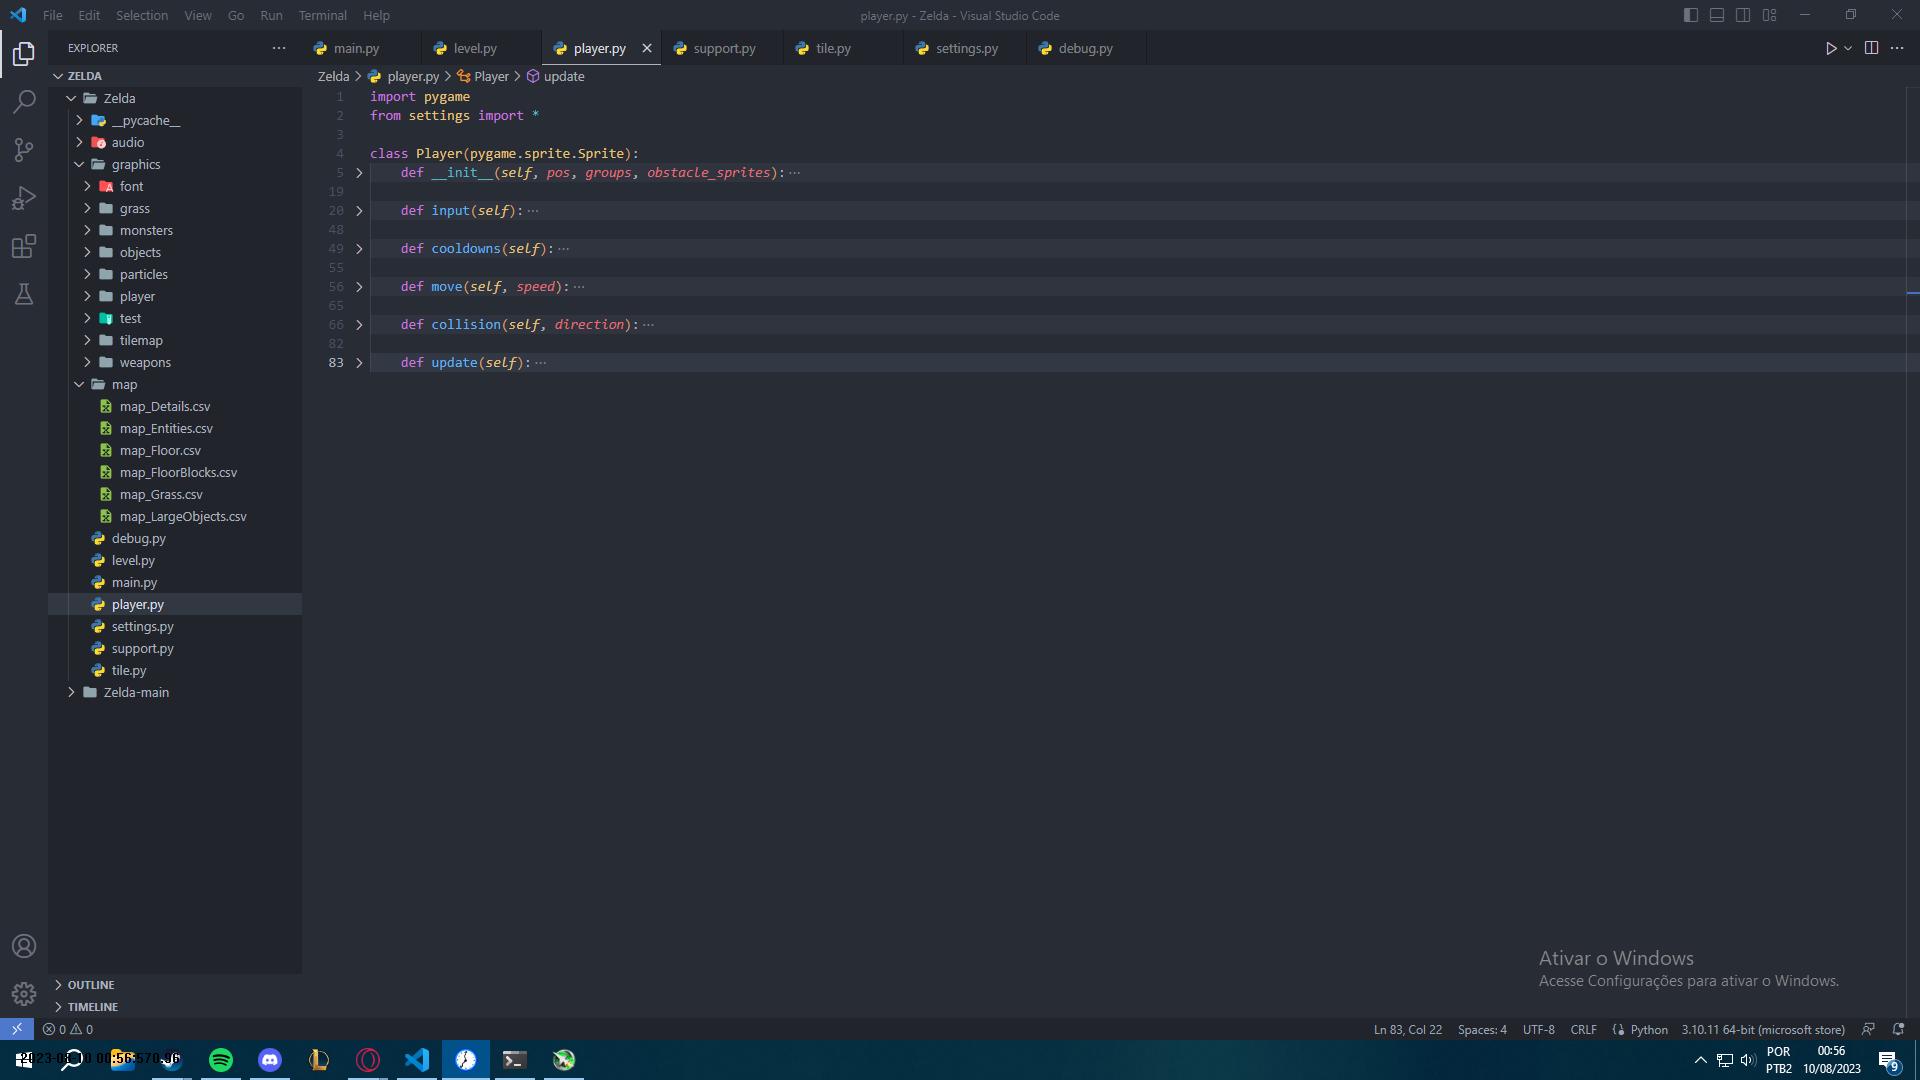 File Edit Selection View Go Run Terminal Help
player.py - Zelda - Visual Studio Code
EXPLORER
main.py level.py player.py support.py tile.py settings.py debug.py
ZELDA
Zelda
__pycache__
audio
graphics
font
grass
monsters
objects
particles
player
test
tilemap
weapons
map
map_Details.csv
map_Entities.csv
map_Floor.csv
map_FloorBlocks.csv
map_Grass.csv
map_LargeObjects.csv
debug.py
level.py
main.py
player.py
settings.py
support.py
tile.py
Zelda-main
OUTLINE
TIMELINE
Zelda > player.py > Player > update
1 import pygame
2 from settings import *
3
4 class Player(pygame.sprite.Sprite):
5 def __init__(self, pos, groups, obstacle_sprites):···
19
20 def input(self):···
48
49 def cooldowns(self):···
55
56 def move(self, speed):···
65
66 def collision(self, direction):···
82
83 def update(self):···
Ativar o Windows
Acesse Configurações para ativar o Windows.
0 0
Ln 83, Col 22 Spaces: 4 UTF-8 CRLF Python 3.10.11 64-bit (microsoft store)
POR
PTB2
00:56
10/08/2023
9